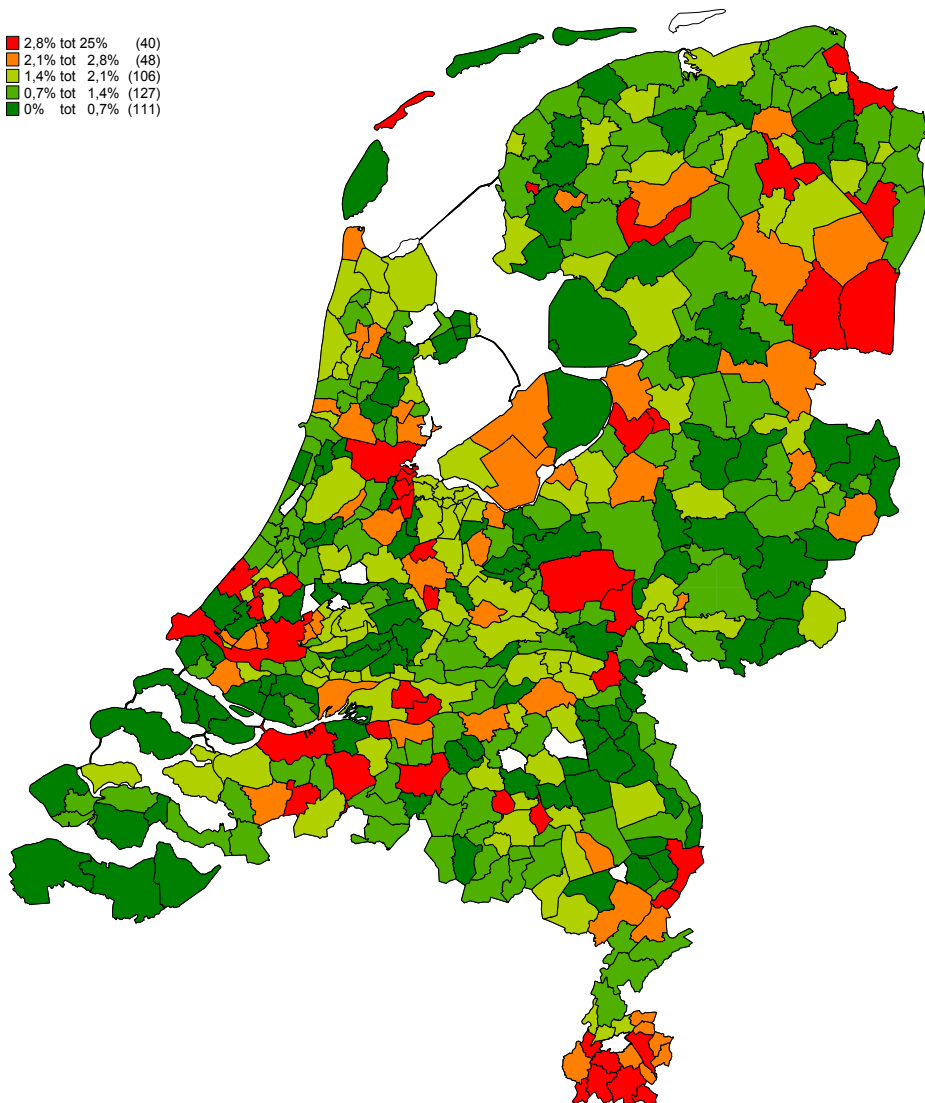 2,8% tot 25% (40)
2,1% tot 2,8% (48)
1,4% tot 2,1% (106)
0,7% tot 1,4% (127)
0% tot 0,7% (111)